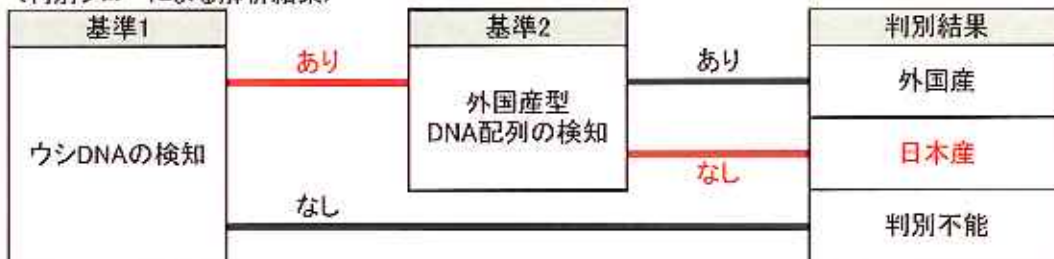 基準1
基準2
判別結果
あり
あり
外国産
外国産型
DNA配列の検知
ウシDNAの検知
日本産
なし
なし
判別不能